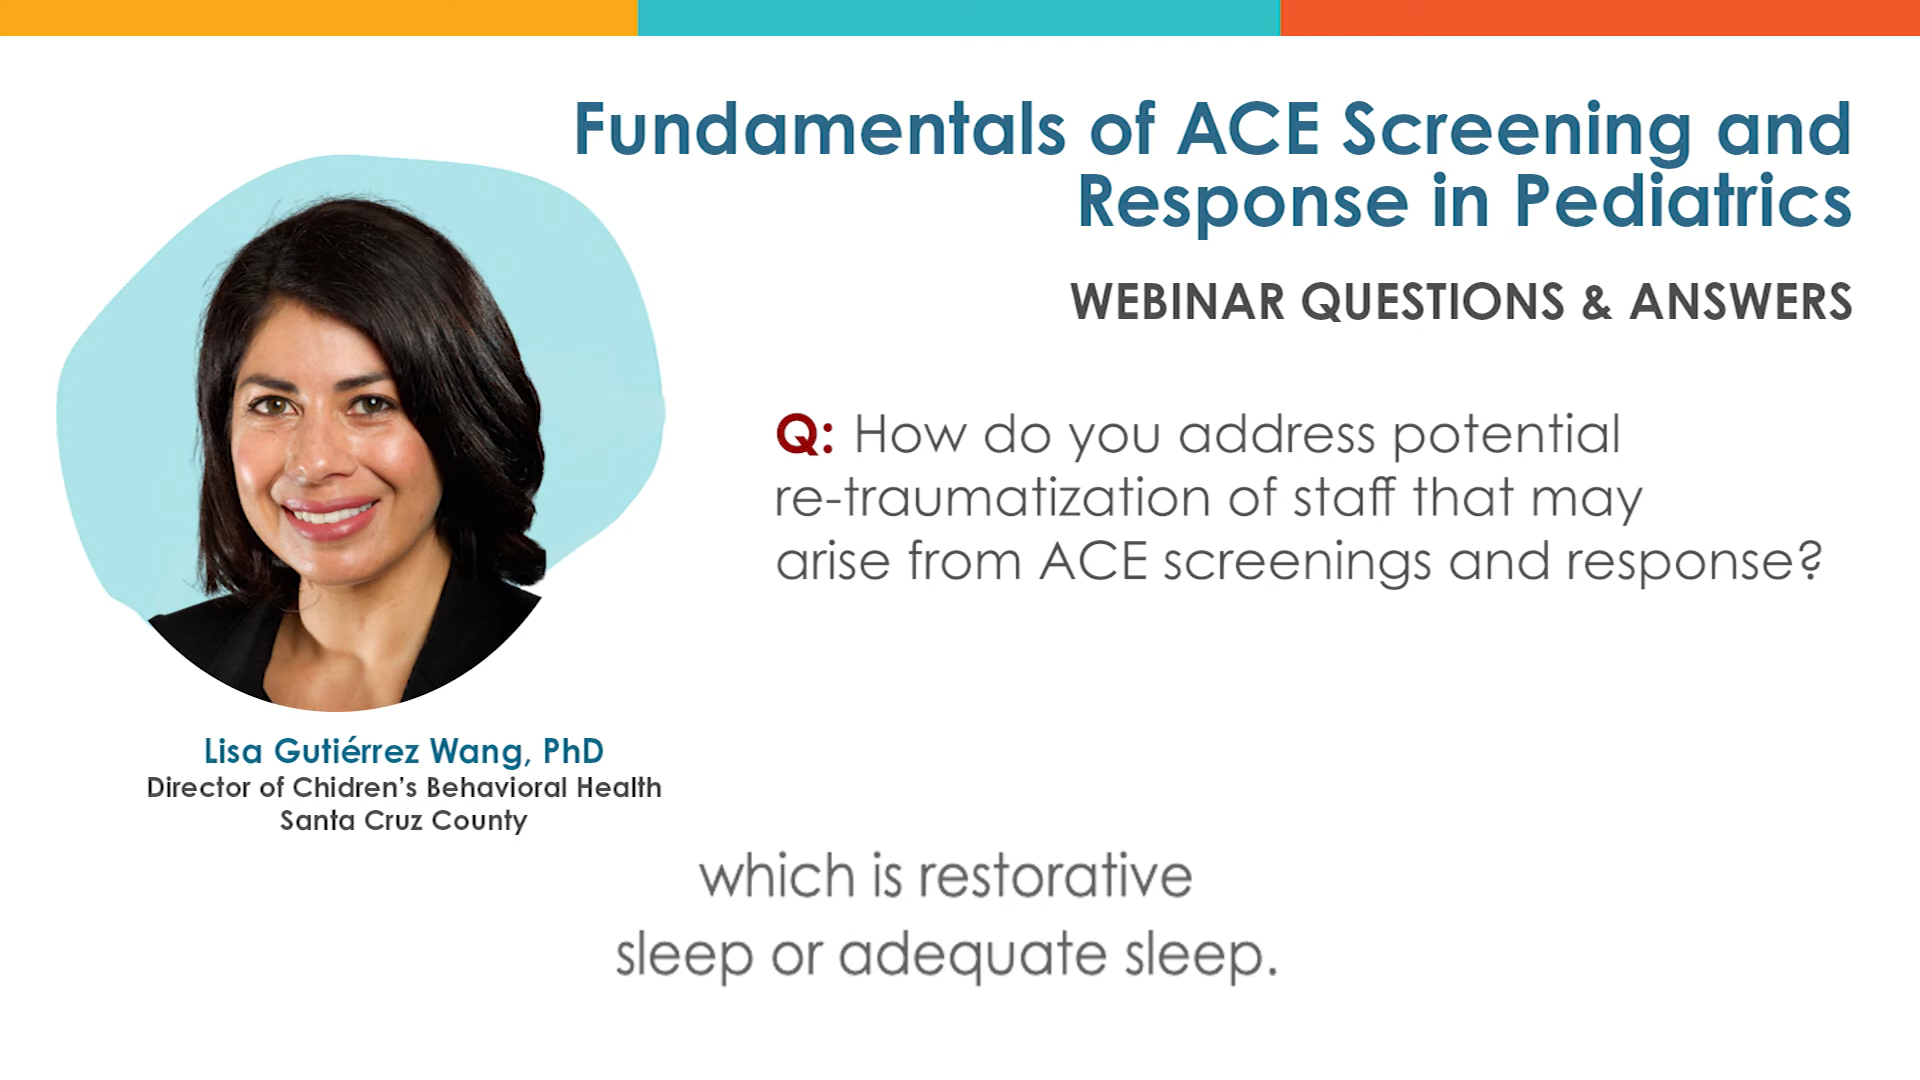 Fundamentals of ACE Screening and
Response in Pediatrics
WEBINAR QUESTIONS & ANSWERS
Q: How do you address potential
re-traumatization of staff that may
arise from ACE screenings and response?
Lisa Gutiérrez Wang, PhD
Director of Chidren's Behavioral Health
Santa Cruz County
which is restorative
sleep or adequate sleep.